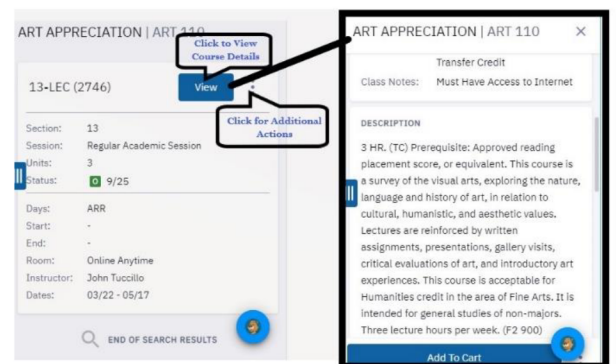 ART APPRECIATION | ART 110
Click to View
Course Details
13-LEC (2746)
View
Click for Additional
Actions
Section: 13
Session: Regular Academic Session
Units: 3
Status: O 9/25
Days: ARR
Start: -
End: -
Room: Online Anytime
Instructor: John Tuccillo
Dates: 03/22 - 05/17
END OF SEARCH RESULTS
ART APPRECIATION | ART 110 ×
Transfer Credit
Class Notes: Must Have Access to Internet
DESCRIPTION
3 HR. (TC) Prerequisite: Approved reading
placement score, or equivalent. This course is
a survey of the visual arts, exploring the nature,
language and history of art, in relation to
cultural, humanistic, and aesthetic values.
Lectures are reinforced by written
assignments, presentations, gallery visits,
critical evaluations of art, and introductory art
experiences. This course is acceptable for
Humanities credit in the area of Fine Arts. It is
intended for general studies of non-majors.
Three lecture hours per week. (F2 900)
Add To Cart